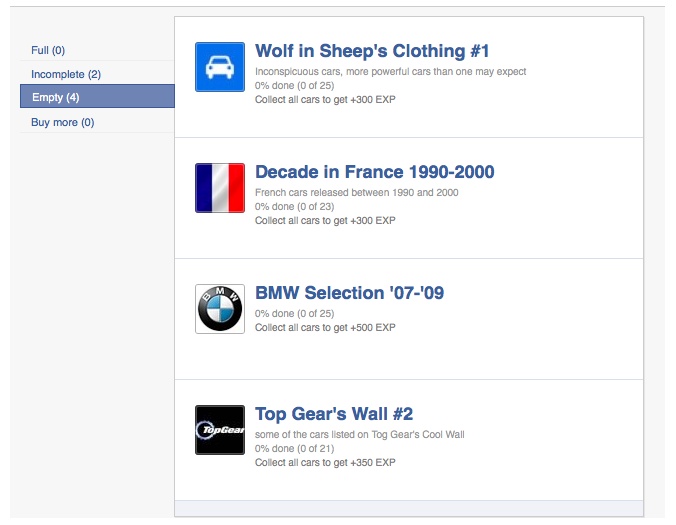 Full (0)
Incomplete (2)
Empty (4)
Buy more (0)
Wolf in Sheep's Clothing #1
Inconspicuous cars, more powerful cars than one may expect
0% done (0 of 25)
Collect all cars to get +300 EXP
Decade in France 1990-2000
French cars released between 1990 and 2000
0% done (0 of 23)
Collect all cars to get +300 EXP
BMW
BMW Selection '07-'09
0% done (0 of 25)
Collect all cars to get +500 EXP
TopGear
Top Gear's Wall #2
some of the cars listed on Tog Gear's Cool Wall
0% done (0 of 21)
Collect all cars to get +350 EXP